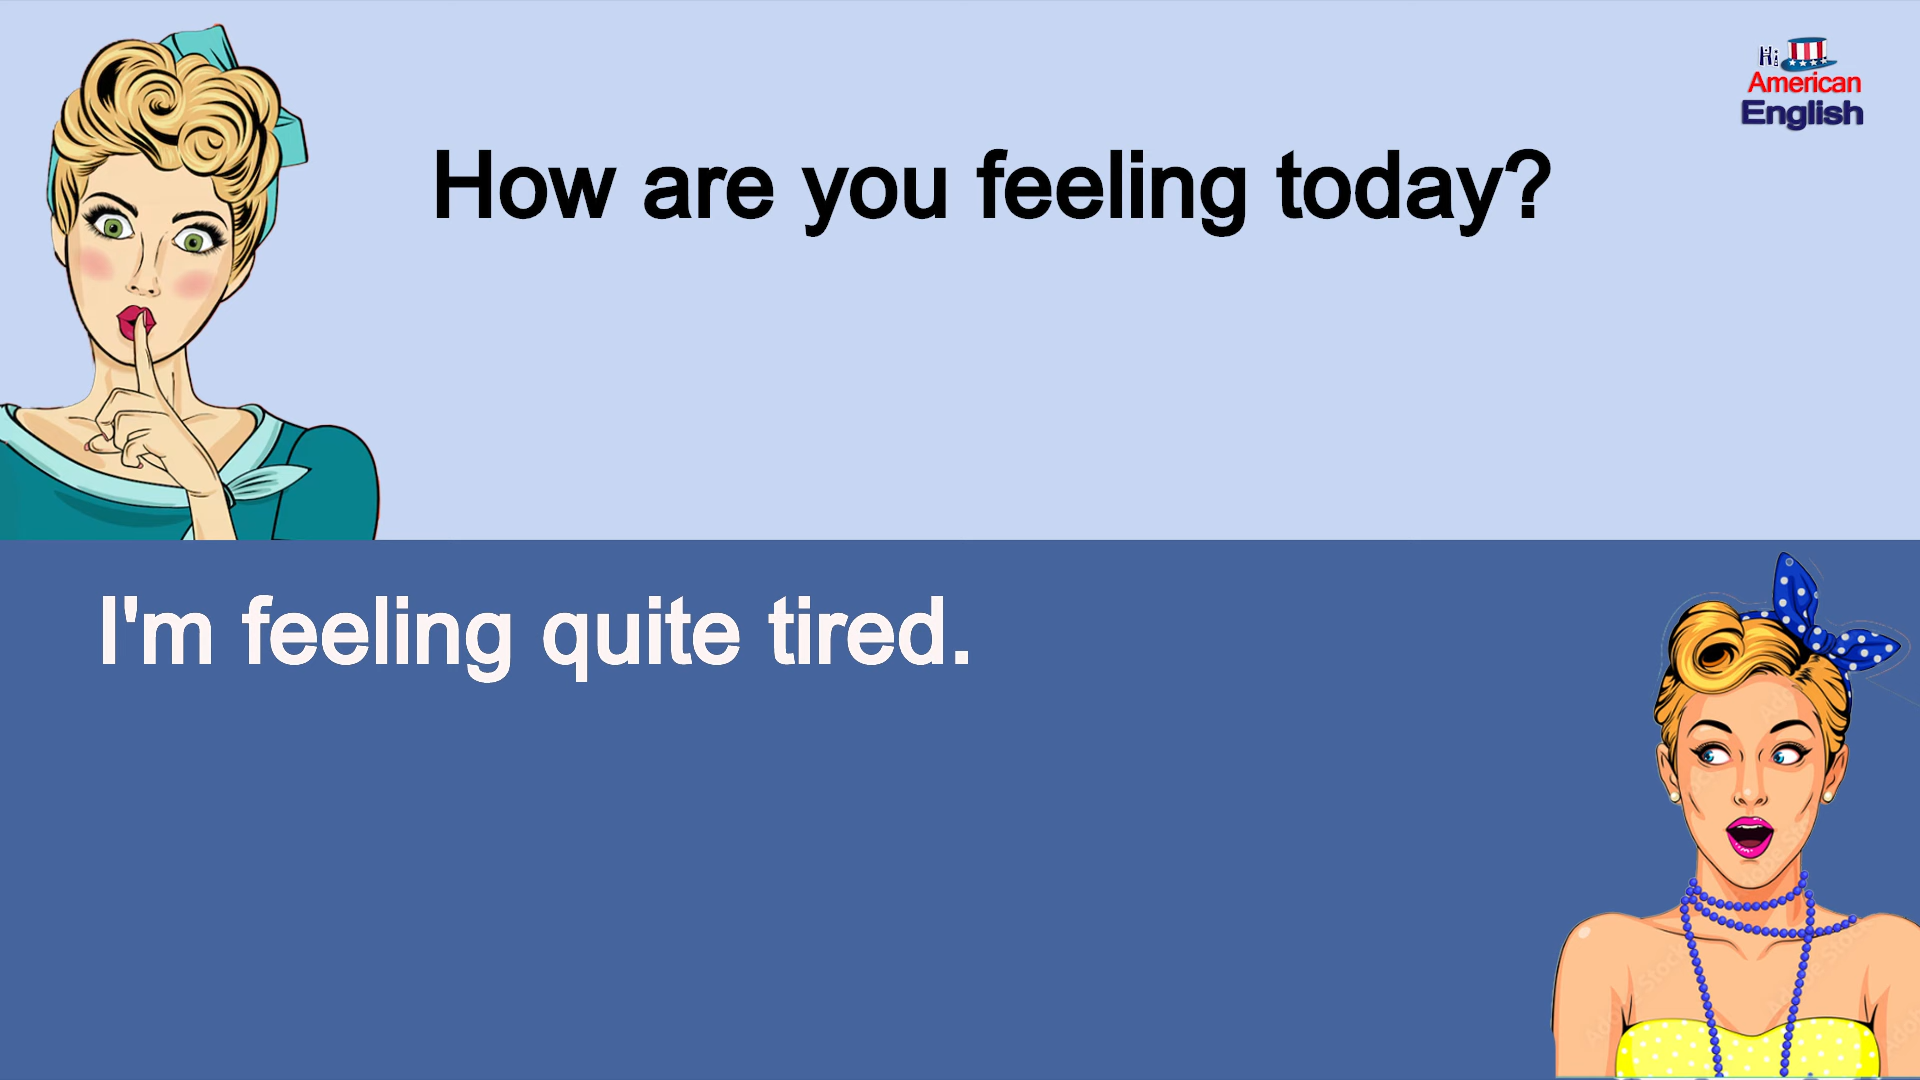 Hi
American
English
How are you feeling today?
I'm feeling quite tired.